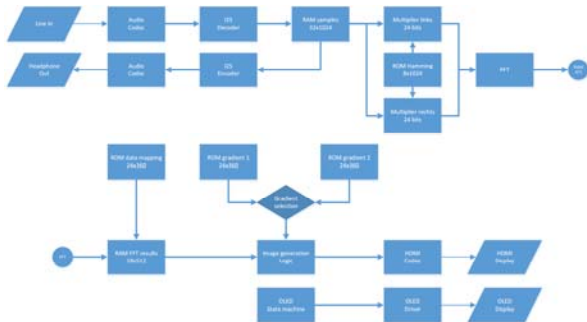 Line In
Audio
Codec
I2S
Decoder
RAM samples
32x1024
Multiplier links
24 bits
Headphone
Out
Audio
Codec
I2S
Encoder
ROM Hamming
8x1024
FFT
Multiplier rechts
24 bits
ROM data mapping
24x360
ROM gradient 1
24x360
ROM gradient 2
24x360
Gradient
selection
RAM FFT results
Image generation
Logic
HDMI
Codec
HDMI
Display
OLED
State machine
OLED
Driver
OLED
Display